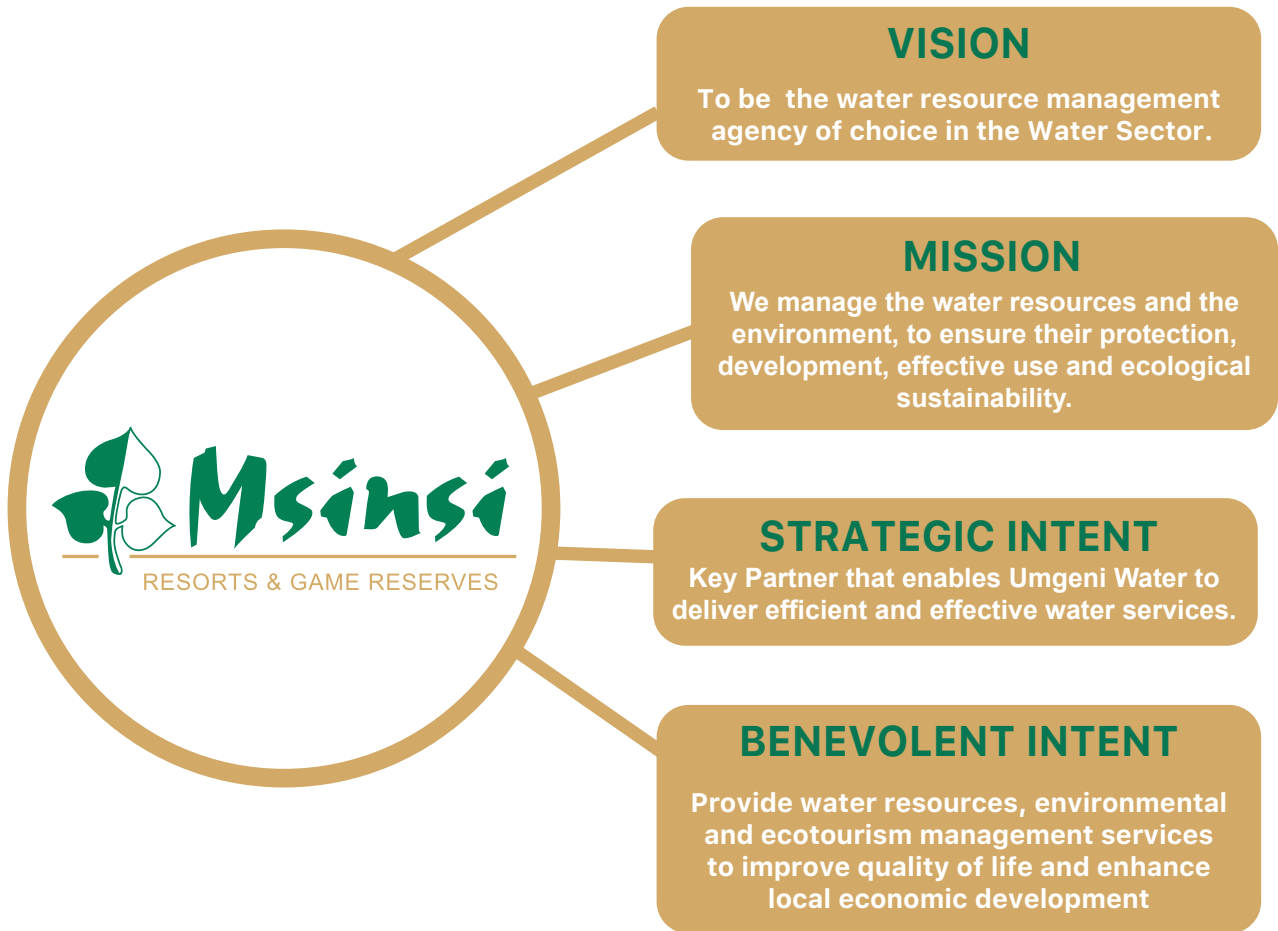 VISION
To be the water resource management
agency of choice in the Water Sector.
MISSION
We manage the water resources and the
environment, to ensure their protection,
development, effective use and ecological
sustainability.
Msinsi
RESORTS & GAME RESERVES
STRATEGIC INTENT
Key Partner that enables Umgeni Water to
deliver efficient and effective water services.
BENEVOLENT INTENT
Provide water resources, environmental
and ecotourism management services
to improve quality of life and enhance
local economic development